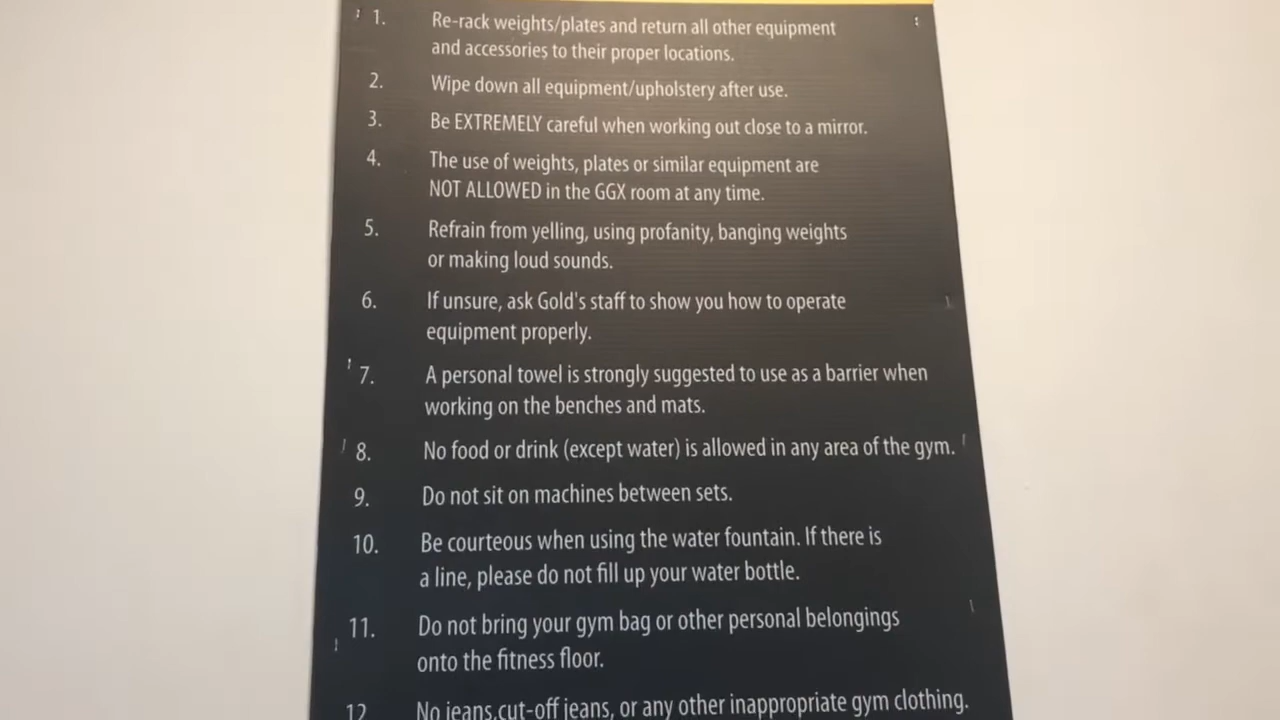 1. Re-rack weights/plates and return all other equipment
and accessories to their proper locations.
2. Wipe down all equipment/upholstery after use.
3. Be EXTREMELY careful when working out close to a mirror.
4. The use of weights, plates or similar equipment are
NOT ALLOWED in the GGX room at any time.
5. Refrain from yelling, using profanity, banging weights
or making loud sounds.
6. If unsure, ask Gold's staff to show you how to operate
equipment properly.
7. A personal towel is strongly suggested to use as a barrier when
working on the benches and mats.
8. No food or drink (except water) is allowed in any area of the gym.
9. Do not sit on machines between sets.
10. Be courteous when using the water fountain. If there is
a line, please do not fill up your water bottle.
11. Do not bring your gym bag or other personal belongings
onto the fitness floor.
12 No jeans,cut-off jeans, or any other inappropriate gym clothing.